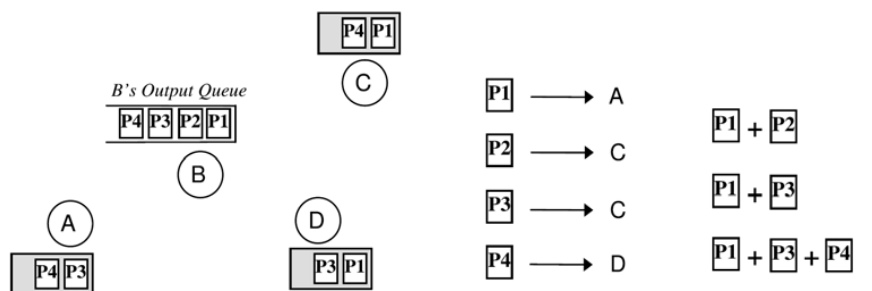 P4 P1
C
B's Output Queue
P4 P3 P2 P1
B
A
P4 P3
D
P3 P1
P1 → A
P2 → C
P3 → C
P4 → D
P1 + P2
P1 + P3
P1 + P3 + P4